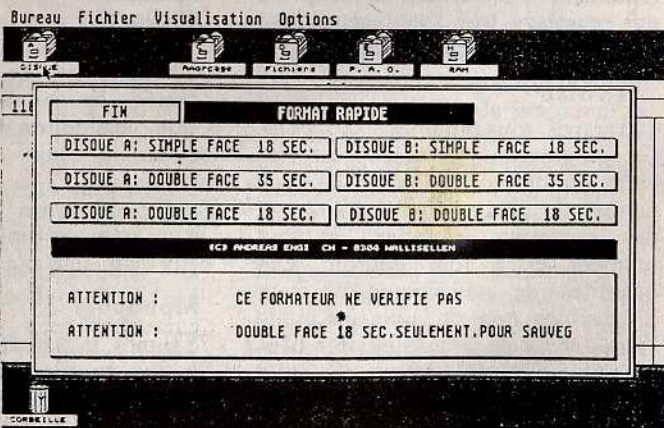 Bureau Fichier Visualisation Options
DISQUE
Amorcage
Fichiers
P. A. O.
RAM
FIN
FORMAT RAPIDE
DISQUE A: SIMPLE FACE 18 SEC.
DISQUE B: SIMPLE FACE 18 SEC.
DISQUE A: DOUBLE FACE 35 SEC.
DISQUE B: DOUBLE FACE 35 SEC.
DISQUE A: DOUBLE FACE 18 SEC.
DISQUE B: DOUBLE FACE 18 SEC.
(C) ANDREAS ENGI CH - 8304 WALLISELLEN
ATTENTION : CE FORMATEUR NE VERIFIE PAS
ATTENTION : DOUBLE FACE 18 SEC.SEULEMENT.POUR SAUVEG
CORBEILLE